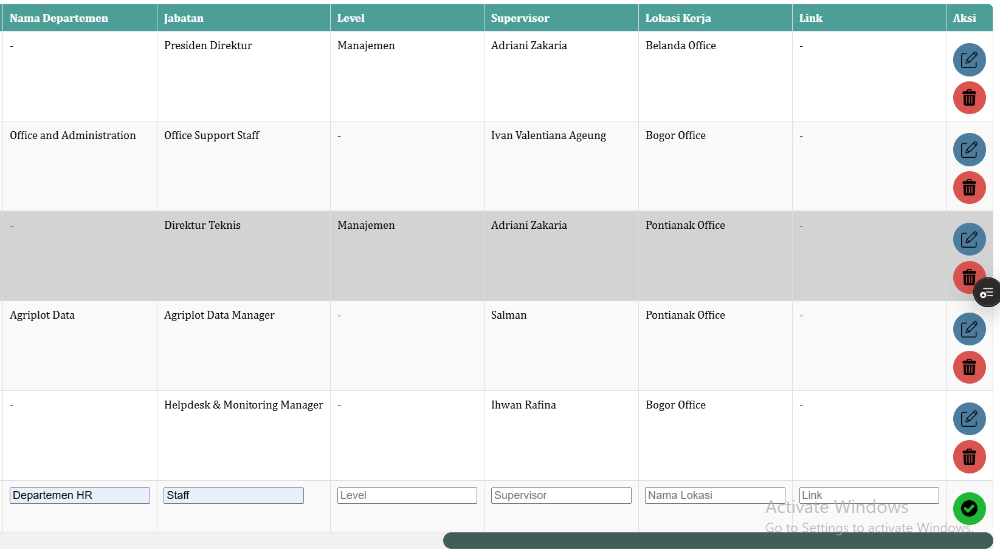 Nama Departemen Jabatan Level Supervisor Lokasi Kerja Link Aksi
- Presiden Direktur Manajemen Adriani Zakaria Belanda Office -
Office and Administration Office Support Staff - Ivan Valentiana Ageung Bogor Office -
- Direktur Teknis Manajemen Adriani Zakaria Pontianak Office -
Agriplot Data Agriplot Data Manager - Salman Pontianak Office -
- Helpdesk & Monitoring Manager - Ihwan Rafina Bogor Office -
Departemen HR Staff Level Supervisor Nama Lokasi Link
Activate Windows
Go to Settings to activate Windows.